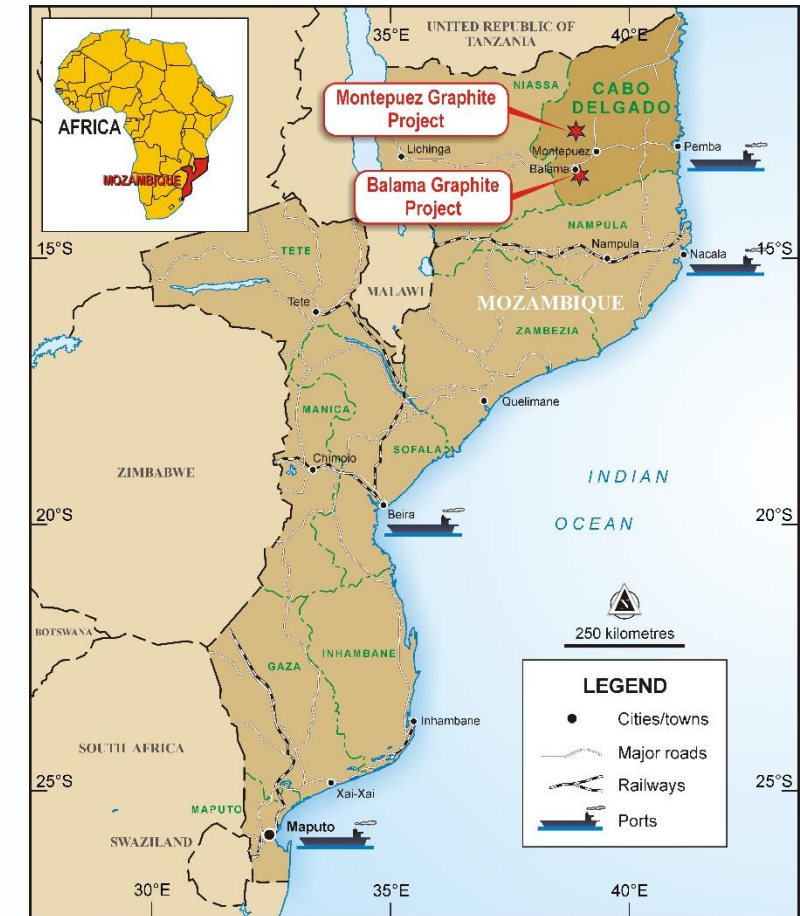 AFRICA
MOZAMBIQUE
35°E
UNITED REPUBLIC OF
TANZANIA
40°E
NIASSA
CABO
DELGADO
Montepuez Graphite
Project
Lichinga
Montepuez
Pemba
Balama
Balama Graphite
Project
NAMPULA
Nampula
15°S
15°S
Nacala
TETE
MALAWI
Tete
MOZAMBIQUE
ZAMBEZIA
MANICA
Quelimane
SOFALA
Chimoio
ZIMBABWE
INDIAN
OCEAN
20°S
Beira
20°S
250 kilometres
BOTSWANA
GAZA
INHAMBANE
LEGEND
Cities/towns
Major roads
Railways
Ports
Inhambane
SOUTH AFRICA
25°S
25°S
Xai-Xai
MAPUTO
Maputo
SWAZILAND
30°E
35°E
40°E